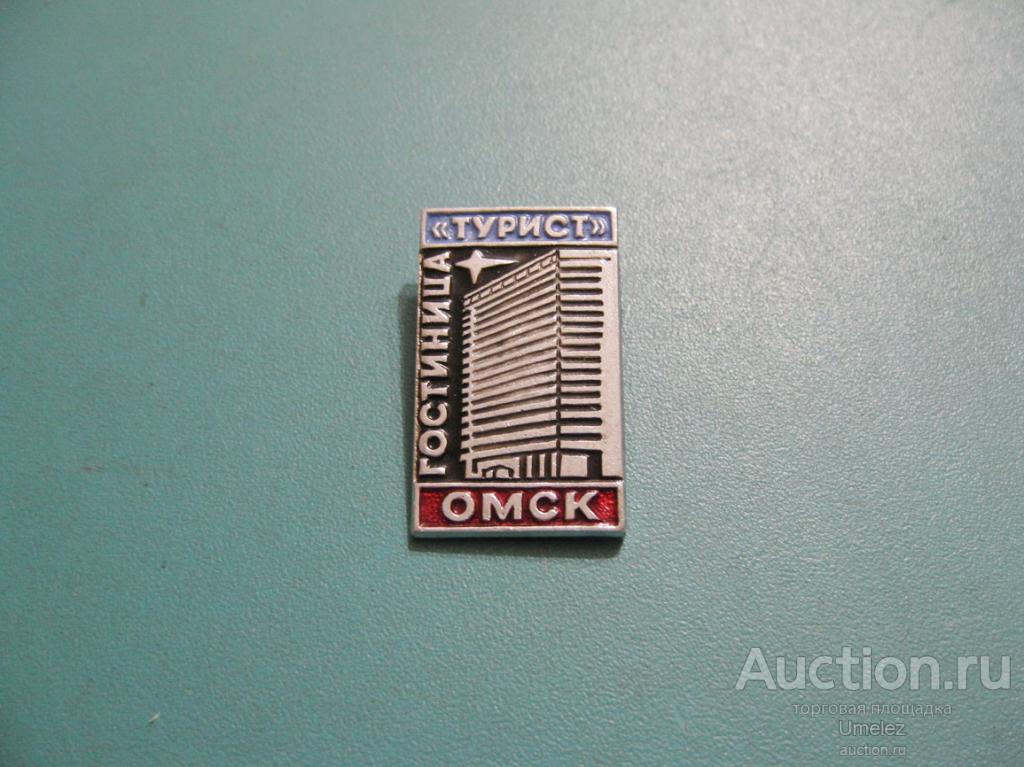 «ТУРИСТ»
ГОСТИНИЦА
ОМСК
Auction.ru
торговая площадка
Umelez
auction.ru